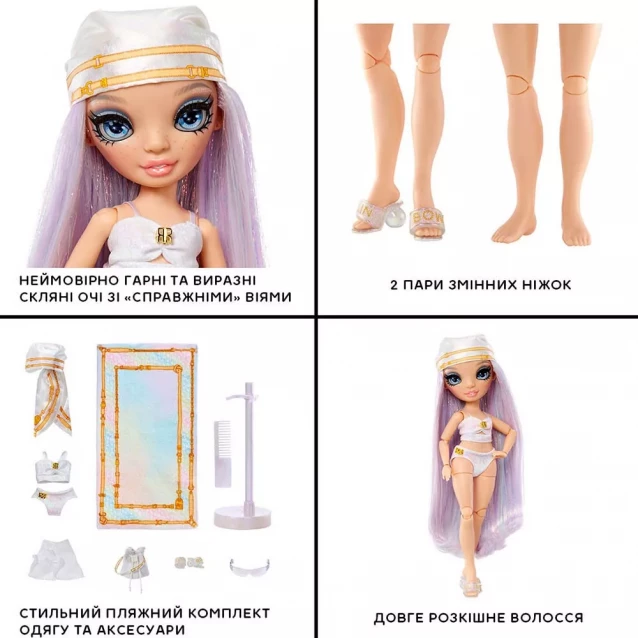 НЕЙМОВІРНО ГАРНІ ТА ВИРАЗНІ
СКЛЯНІ ОЧІ ЗІ «СПРАВЖНІМИ» ВІЯМИ
N
BOW
2 ПАРИ ЗМІННИХ НІЖОК
СТИЛЬНИЙ ПЛЯЖНИЙ КОМПЛЕКТ
ОДЯГУ ТА АКСЕСУАРИ
ДОВГЕ РОЗКІШНЕ ВОЛОССЯ